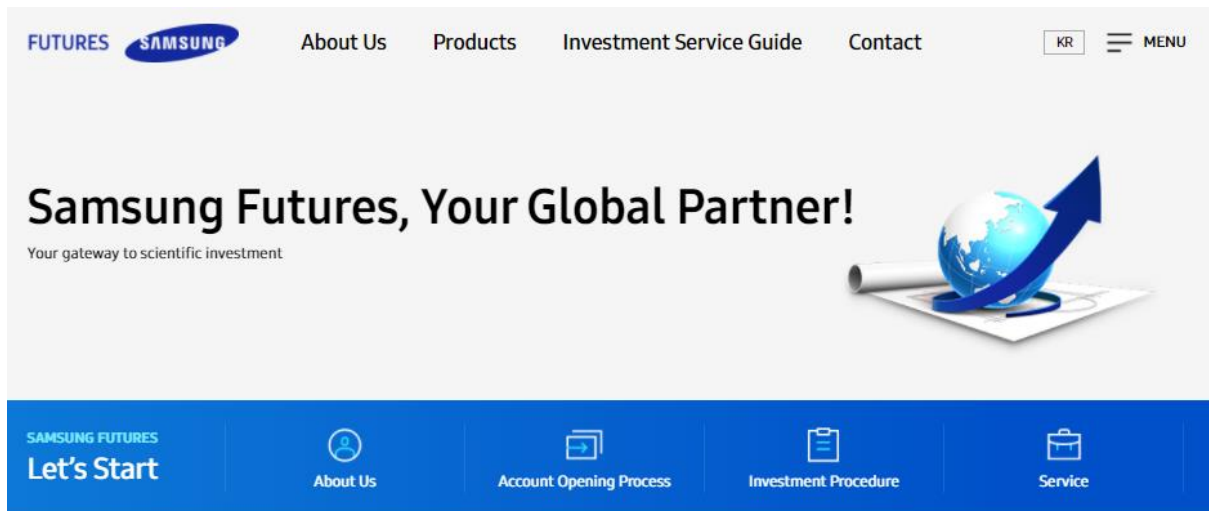 FUTURES SAMSUNG About Us Products Investment Service Guide Contact KR MENU
Samsung Futures, Your Global Partner!
Your gateway to scientific investment
SAMSUNG FUTURES
Let's Start
About Us Account Opening Process Investment Procedure Service